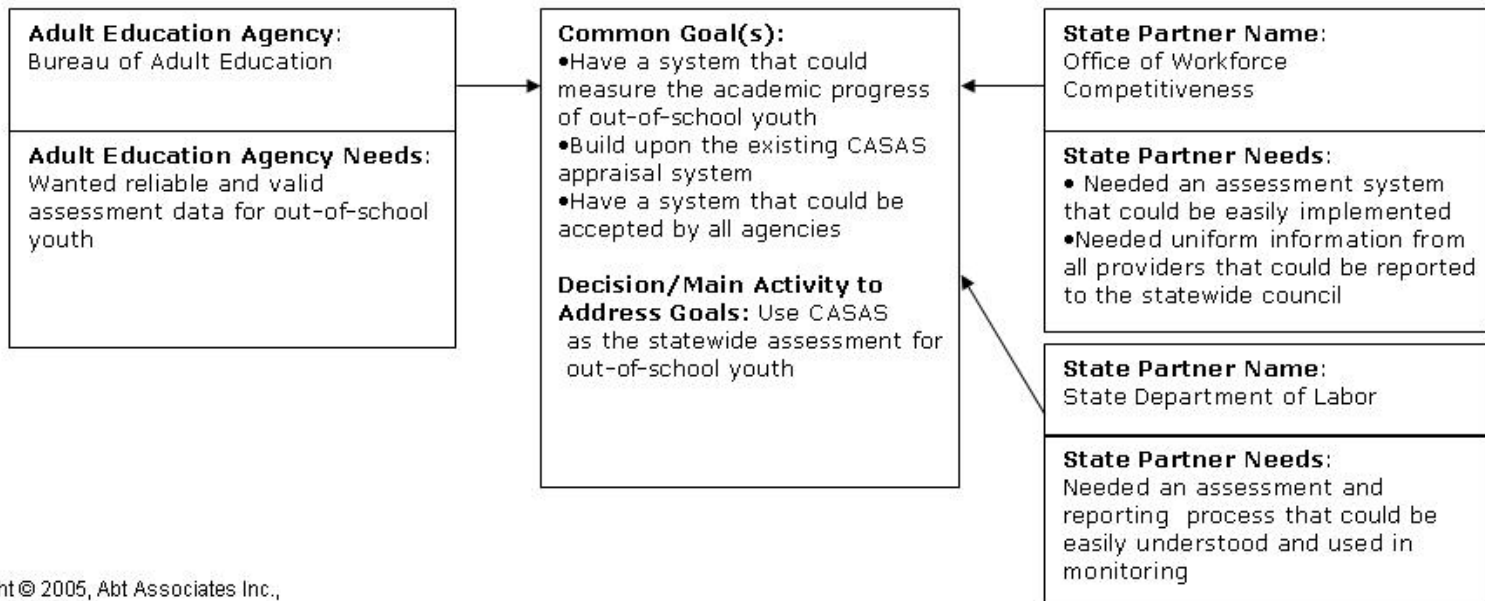 Adult Education Agency:
Bureau of Adult Education
Adult Education Agency Needs:
Wanted reliable and valid
assessment data for out-of-school
youth
Common Goal(s):
•Have a system that could
measure the academic progress
of out-of-school youth
•Build upon the existing CASAS
appraisal system
•Have a system that could be
accepted by all agencies
Decision/Main Activity to
Address Goals: Use CASAS
as the statewide assessment for
out-of-school youth
State Partner Name:
Office of Workforce
Competitiveness
State Partner Needs:
• Needed an assessment system
that could be easily implemented
•Needed uniform information from
all providers that could be reported
to the statewide council
State Partner Name:
State Department of Labor
State Partner Needs:
Needed an assessment and
reporting process that could be
easily understood and used in
monitoring
© 2005, Abt Associates Inc.,